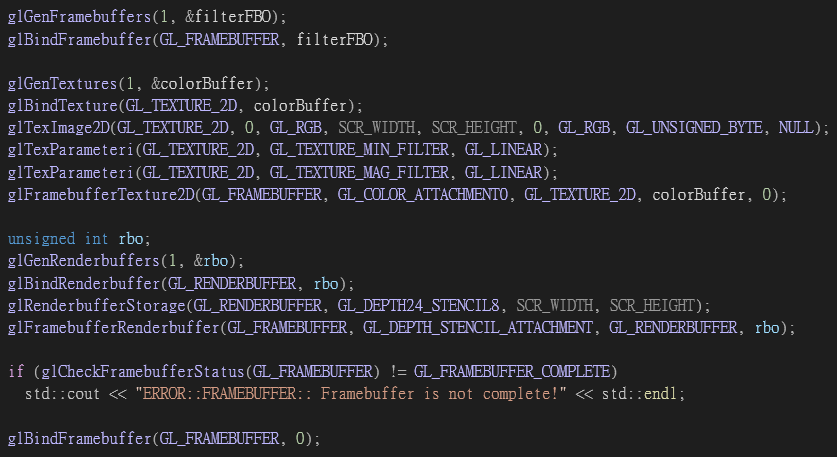 glGenFramebuffers(1, &filterFBO);
glBindFramebuffer(GL_FRAMEBUFFER, filterFBO);
glGenTextures(1, &colorBuffer);
glBindTexture(GL_TEXTURE_2D, colorBuffer);
glTexImage2D(GL_TEXTURE_2D, 0, GL_RGB, SCR_WIDTH, SCR_HEIGHT, 0, GL_RGB, GL_UNSIGNED_BYTE, NULL);
glTexParameteri(GL_TEXTURE_2D, GL_TEXTURE_MIN_FILTER, GL_LINEAR);
glTexParameteri(GL_TEXTURE_2D, GL_TEXTURE_MAG_FILTER, GL_LINEAR);
glFramebufferTexture2D(GL_FRAMEBUFFER, GL_COLOR_ATTACHMENT0, GL_TEXTURE_2D, colorBuffer, 0);
unsigned int rbo;
glGenRenderbuffers(1, &rbo);
glBindRenderbuffer(GL_RENDERBUFFER, rbo);
glRenderbufferStorage(GL_RENDERBUFFER, GL_DEPTH24_STENCIL8, SCR_WIDTH, SCR_HEIGHT);
glFramebufferRenderbuffer(GL_FRAMEBUFFER, GL_DEPTH_STENCIL_ATTACHMENT, GL_RENDERBUFFER, rbo);
if (glCheckFramebufferStatus(GL_FRAMEBUFFER) != GL_FRAMEBUFFER_COMPLETE)
std::cout << "ERROR::FRAMEBUFFER:: Framebuffer is not complete!" << std::endl;
glBindFramebuffer(GL_FRAMEBUFFER, 0);